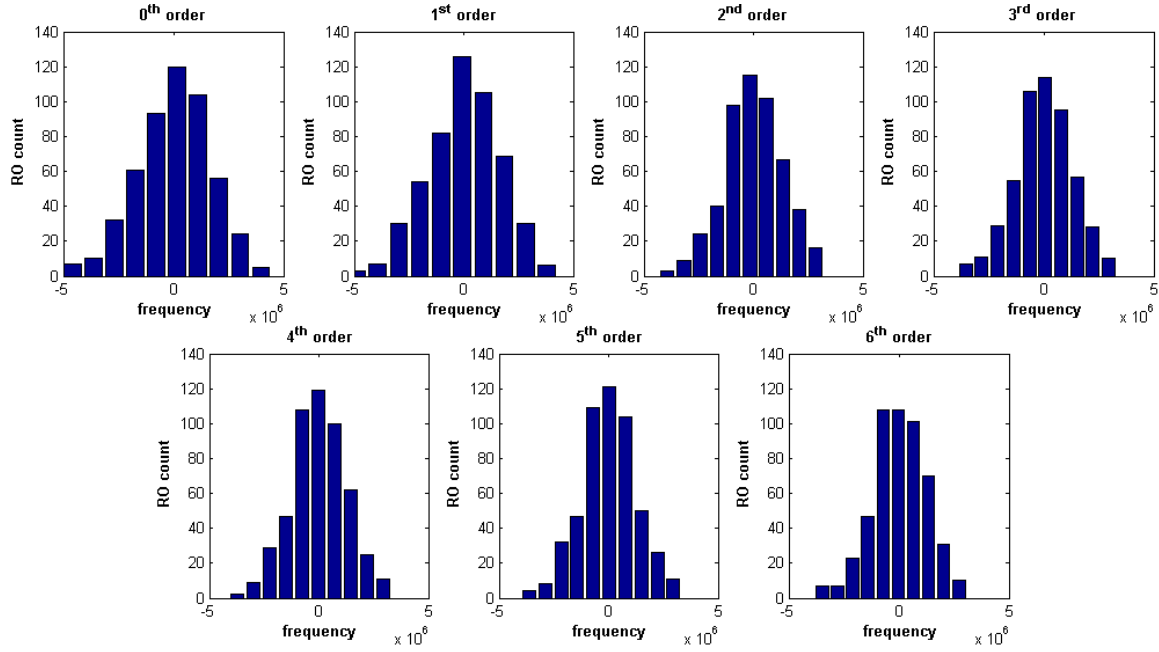 0th order
1st order
2nd order
3rd order
140
120
100
80
60
40
20
0
RO count
-5
0
5
frequency
x 10^6
140
120
100
80
60
40
20
0
RO count
-5
0
5
frequency
x 10^6
140
120
100
80
60
40
20
0
RO count
-5
0
5
frequency
x 10^6
140
120
100
80
60
40
20
0
RO count
-5
0
5
frequency
x 10^6
4th order
5th order
6th order
140
120
100
80
60
40
20
0
RO count
-5
0
5
frequency
x 10^6
140
120
100
80
60
40
20
0
RO count
-5
0
5
frequency
x 10^6
140
120
100
80
60
40
20
0
RO count
-5
0
5
frequency
x 10^6